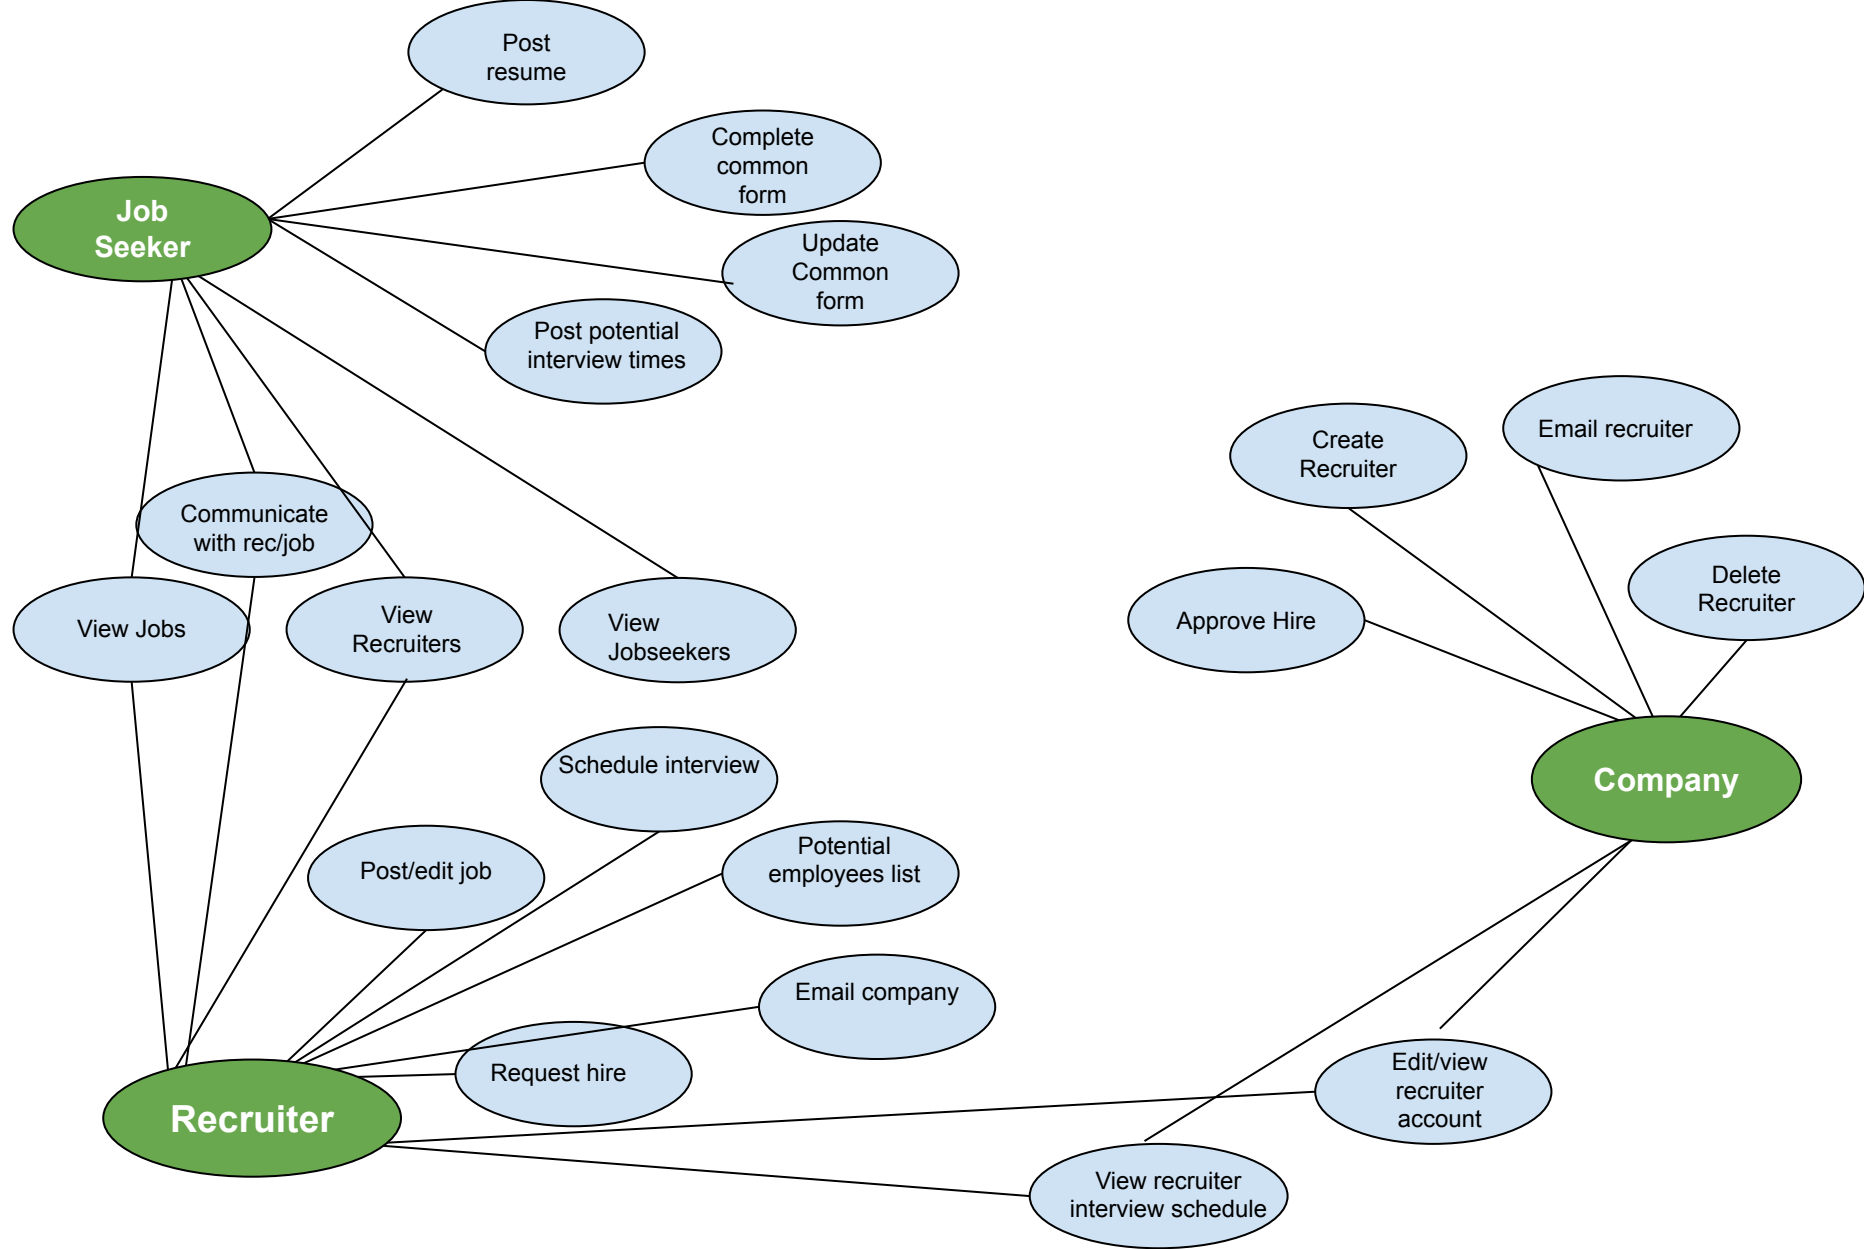 Post
resume
Complete
common
form
Job
Seeker
Update
Common
form
Post potential
interview times
Create
Recruiter
Email recruiter
Communicate
with rec/job
Delete
Recruiter
View Jobs
View
Recruiters
View
Jobseekers
Approve Hire
Schedule interview
Company
Post/edit job
Potential
employees list
Email company
Request hire
Recruiter
Edit/view
recruiter
account
View recruiter
interview schedule